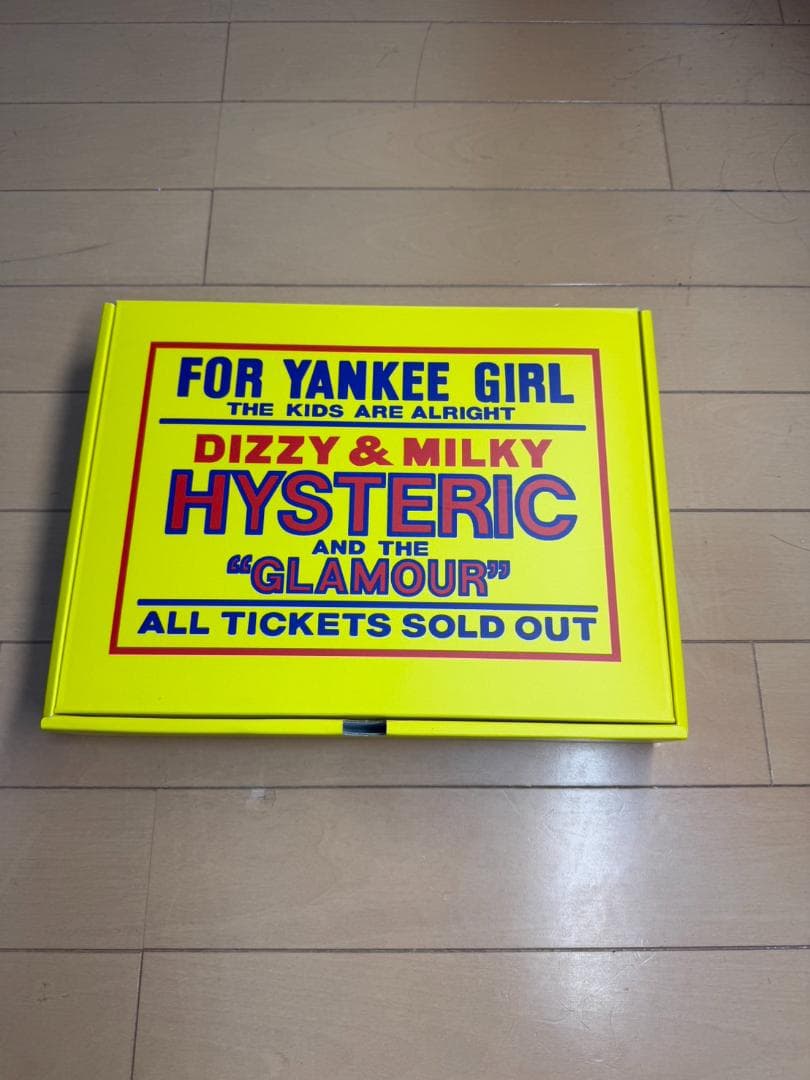 FOR YANKEE GIRL
THE KIDS ARE ALRIGHT
DIZZY & MILKY
HYSTERIC
AND THE
“GLAMOUR”
ALL TICKETS SOLD OUT